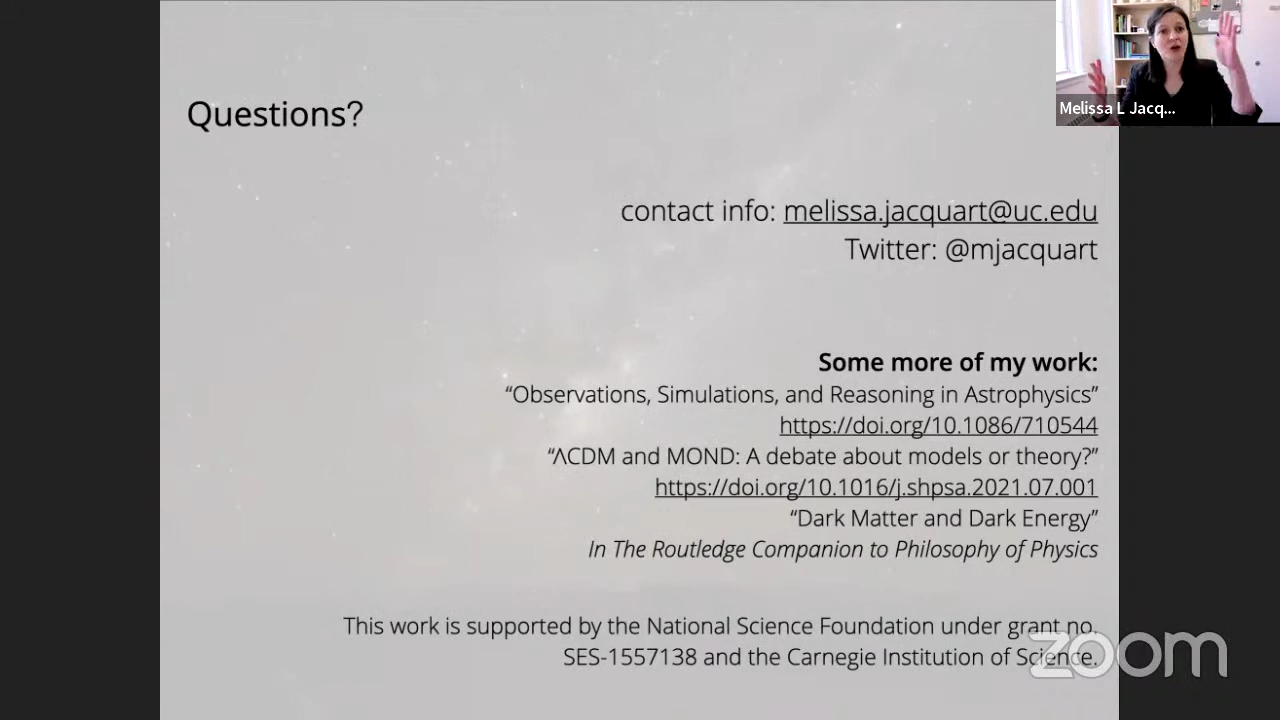 Melissa L Jacq...
Questions?
contact info: melissa.jacquart@uc.edu
Twitter: @mjacquart
Some more of my work:
“Observations, Simulations, and Reasoning in Astrophysics”
https://doi.org/10.1086/710544
“ΛCDM and MOND: A debate about models or theory?”
https://doi.org/10.1016/j.shpsa.2021.07.001
“Dark Matter and Dark Energy”
In The Routledge Companion to Philosophy of Physics
This work is supported by the National Science Foundation under grant no.
SES-1557138 and the Carnegie Institution of Science.
zoom